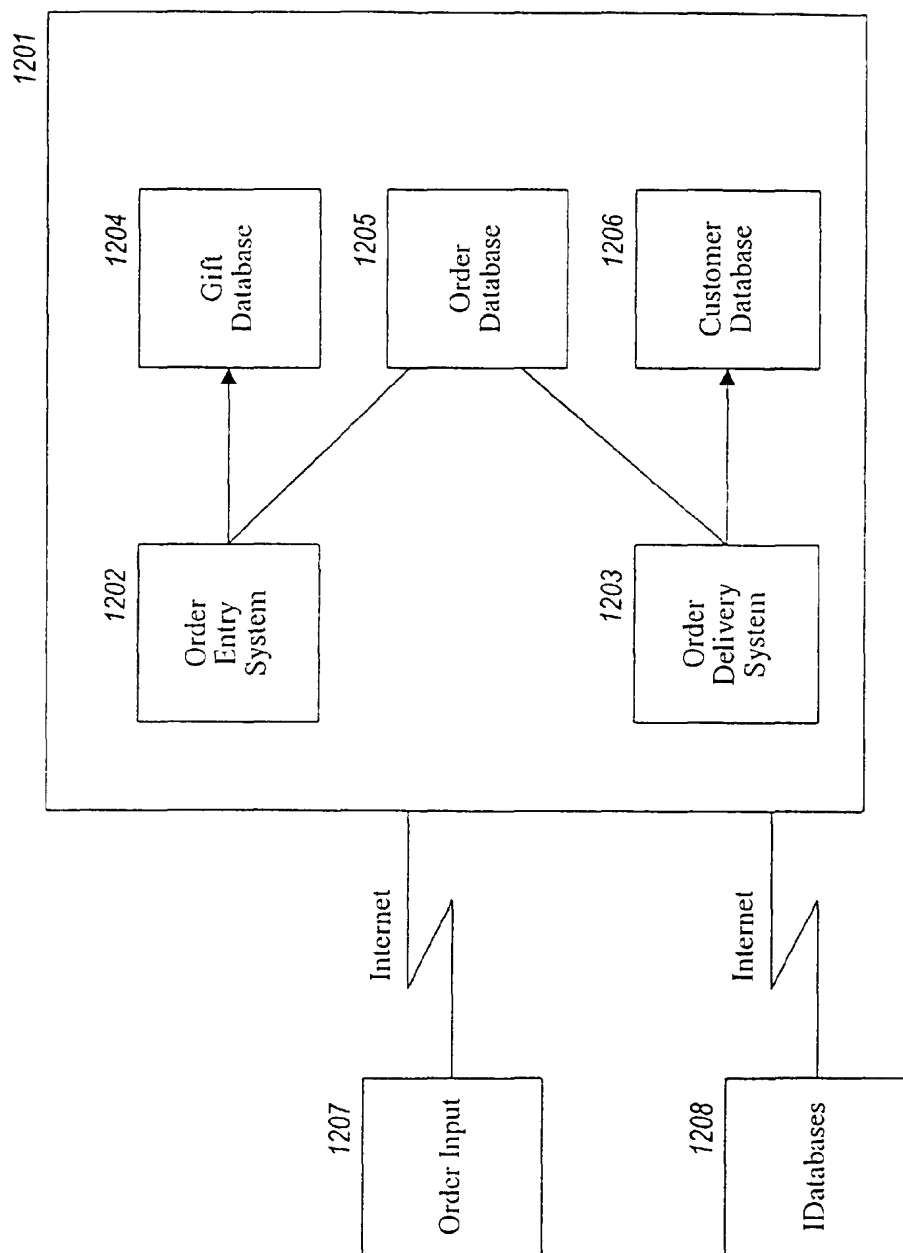 1201
1202
Order
Entry
System
1204
Gift
Database
1205
Order
Database
1203
Order
Delivery
System
1206
Customer
Database
1207
Order Input
Internet
1208
IDatabases
Internet